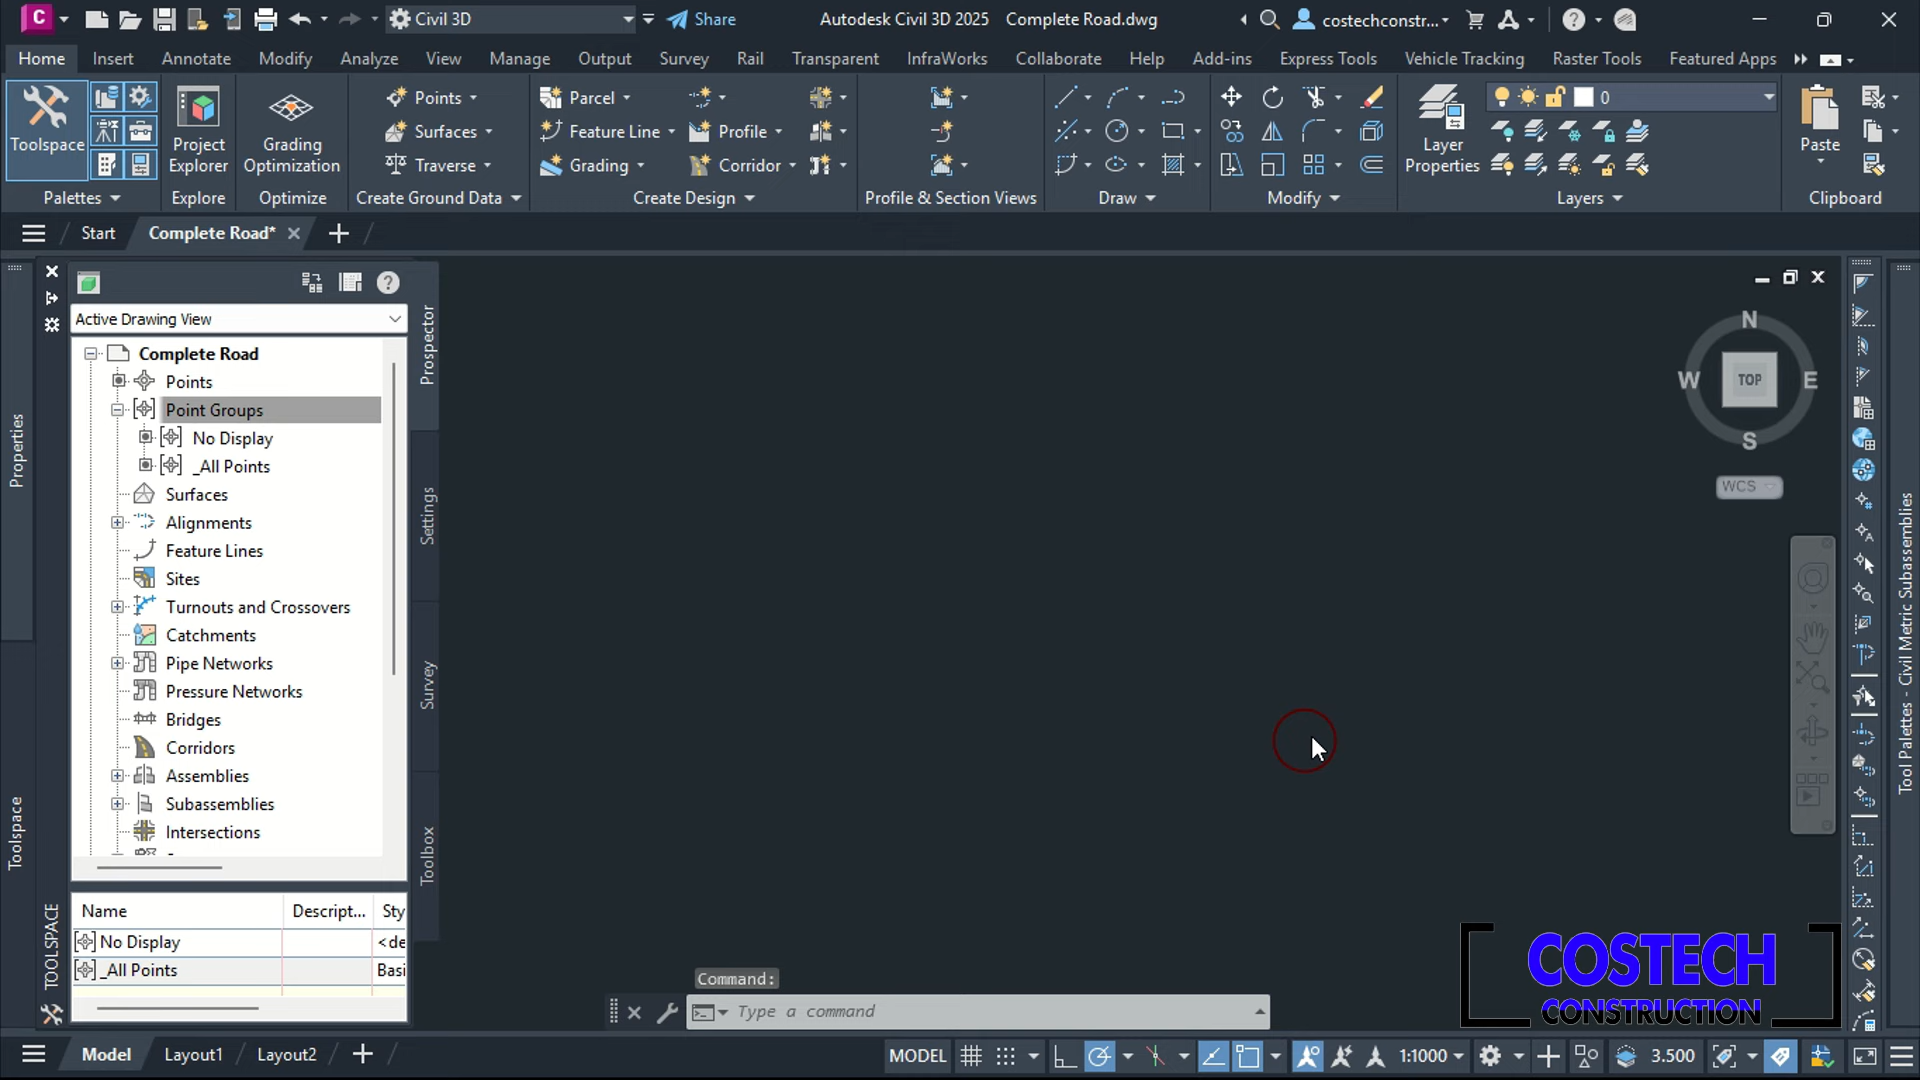 C
Civil 3D
Share
Autodesk Civil 3D 2025 Complete Road.dwg
costechconstr...
Home Insert Annotate Modify Analyze View Manage Output Survey Rail Transparent InfraWorks Collaborate Help Add-ins Express Tools Vehicle Tracking Raster Tools Featured Apps
Toolspace
Project Explorer
Grading Optimization
Points
Surfaces
Traverse
Parcel
Feature Line
Grading
Profile
Corridor
Layer Properties
0
Paste
Palettes
Explore
Optimize
Create Ground Data
Create Design
Profile & Section Views
Draw
Modify
Layers
Clipboard
Start
Complete Road*
Active Drawing View
Complete Road
Points
Point Groups
No Display
_All Points
Surfaces
Alignments
Feature Lines
Sites
Turnouts and Crossovers
Catchments
Pipe Networks
Pressure Networks
Bridges
Corridors
Assemblies
Subassemblies
Intersections
Name Descript... Sty
No Display <de
_All Points Basi
Properties
Toolspace
TOOLSPACE
Prospector
Settings
Survey
Toolbox
N
W TOP E
S
WCS
Tool Palettes - Civil Metric Subassemblies
COSTECH
CONSTRUCTION
Command:
Type a command
Model Layout1 Layout2
MODEL
1:1000
3.500